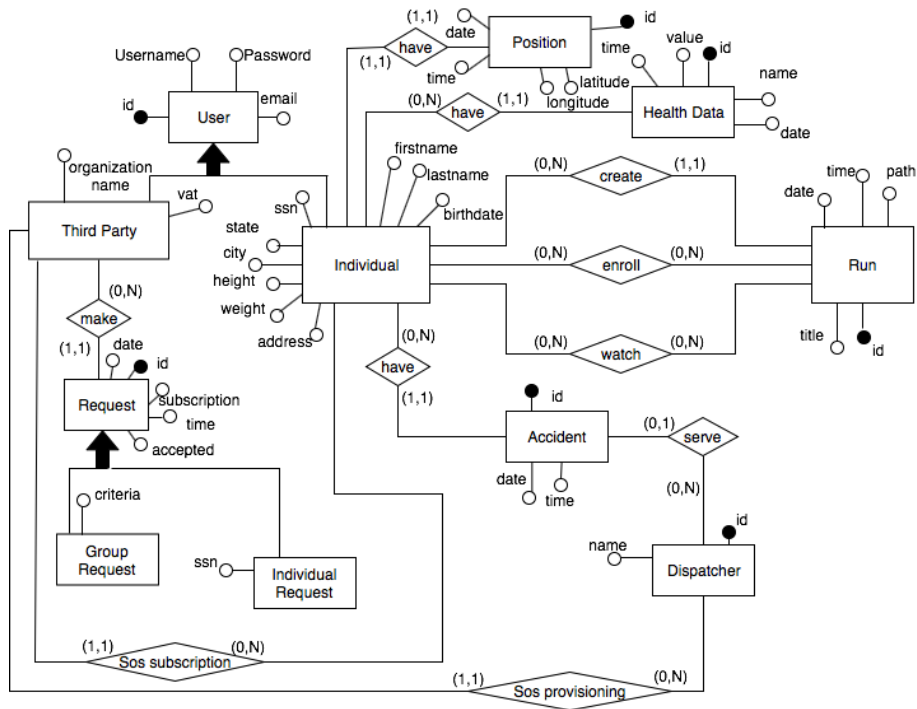 (1,1)
date
id
have
Position
(1,1)
time
latitude
longitude
Username
Password
id
User
email
time
value
id
name
(0,N)
(1,1)
have
Health Data
date
organization
name
vat
Third Party
firstname
lastname
ssn
birthdate
state
city
Individual
height
weight
address
(0,N)
create
(1,1)
date
time
path
(0,N)
enroll
(0,N)
Run
(0,N)
watch
(0,N)
title
id
(0,N)
make
(1,1)
date
id
Request
subscription
time
accepted
(0,N)
have
(1,1)
id
Accident
(0,1)
serve
date
time
(0,N)
criteria
Group
Request
ssn
Individual
Request
name
id
Dispatcher
(1,1)
(0,N)
Sos subscription
(1,1)
(0,N)
Sos provisioning